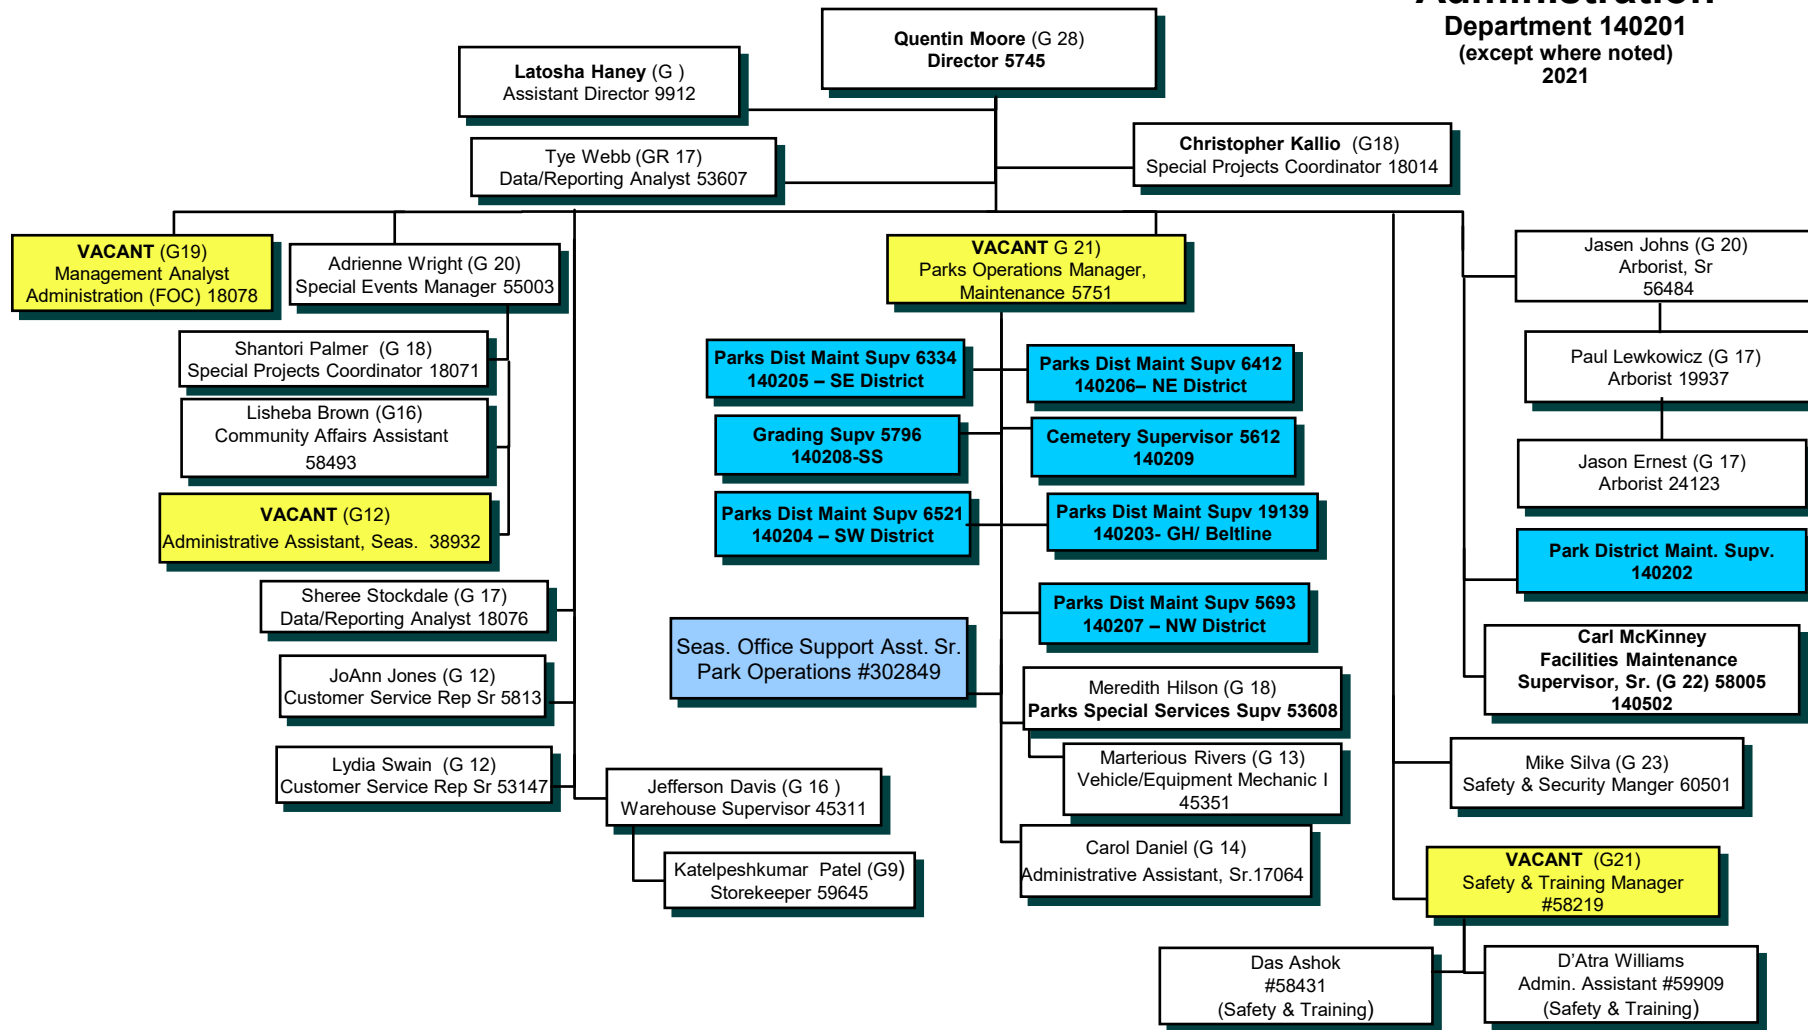 Administration
Department 140201
(except where noted)
2021
Quentin Moore (G 28)
Director 5745
Latosha Haney (G )
Assistant Director 9912
Tye Webb (GR 17)
Data/Reporting Analyst 53607
Christopher Kallio (G18)
Special Projects Coordinator 18014
VACANT (G19)
Management Analyst
Administration (FOC) 18078
Adrienne Wright (G 20)
Special Events Manager 55003
Shantori Palmer (G 18)
Special Projects Coordinator 18071
Lisheba Brown (G16)
Community Affairs Assistant
58493
VACANT (G12)
Administrative Assistant, Seas. 38932
Sheree Stockdale (G 17)
Data/Reporting Analyst 18076
JoAnn Jones (G 12)
Customer Service Rep Sr 5813
Lydia Swain (G 12)
Customer Service Rep Sr 53147
Jefferson Davis (G 16 )
Warehouse Supervisor 45311
Katelpeshkumar Patel (G9)
Storekeeper 59645
VACANT G 21)
Parks Operations Manager,
Maintenance 5751
Parks Dist Maint Supv 6334
140205 – SE District
Parks Dist Maint Supv 6412
140206– NE District
Grading Supv 5796
140208-SS
Cemetery Supervisor 5612
140209
Parks Dist Maint Supv 6521
140204 – SW District
Parks Dist Maint Supv 19139
140203- GH/ Beltline
Parks Dist Maint Supv 5693
140207 – NW District
Seas. Office Support Asst. Sr.
Park Operations #302849
Meredith Hilson (G 18)
Parks Special Services Supv 53608
Marterious Rivers (G 13)
Vehicle/Equipment Mechanic I
45351
Carol Daniel (G 14)
Administrative Assistant, Sr.17064
Jasen Johns (G 20)
Arborist, Sr
56484
Paul Lewkowicz (G 17)
Arborist 19937
Jason Ernest (G 17)
Arborist 24123
Park District Maint. Supv.
140202
Carl McKinney
Facilities Maintenance
Supervisor, Sr. (G 22) 58005
140502
Mike Silva (G 23)
Safety & Security Manger 60501
VACANT (G21)
Safety & Training Manager
#58219
Das Ashok
#58431
(Safety & Training)
D'Atra Williams
Admin. Assistant #59909
(Safety & Training)